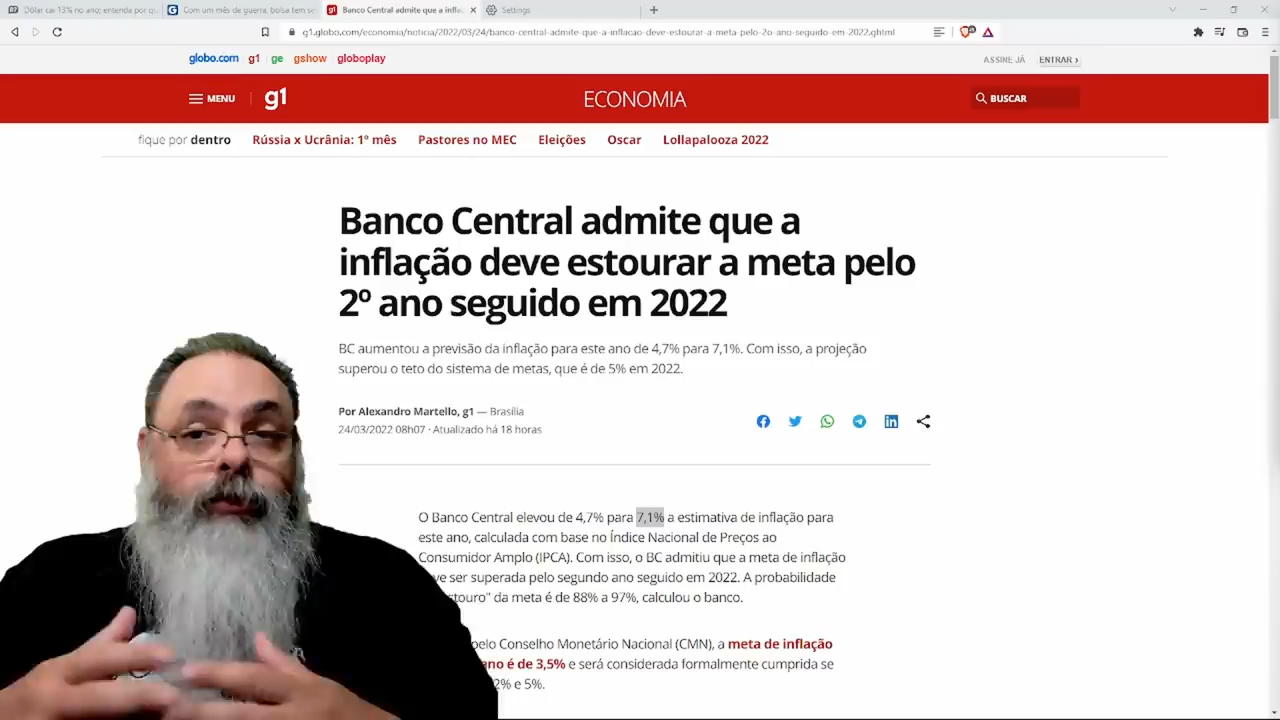 Dólar cai 13% no ano; entenda por qu
Com um mês de guerra, bolsa tem se
Banco Central admite que a infla
Settings
g1.globo.com/economia/noticia/2022/03/24/banco-central-admite-que-a-inflacao-deve-estourar-a-meta-pelo-2o-ano-seguido-em-2022.ghtml
globo.com g1 ge gshow globoplay
ASSINE JÁ ENTRAR ›
MENU g1 ECONOMIA BUSCAR
fique por dentro Rússia x Ucrânia: 1º mês Pastores no MEC Eleições Oscar Lollapalooza 2022
Banco Central admite que a
inflação deve estourar a meta pelo
2º ano seguido em 2022
BC aumentou a previsão da inflação para este ano de 4,7% para 7,1%. Com isso, a projeção
superou o teto do sistema de metas, que é de 5% em 2022.
Por Alexandro Martello, g1 — Brasília
24/03/2022 08h07 · Atualizado há 18 horas
O Banco Central elevou de 4,7% para 7,1% a estimativa de inflação para
este ano, calculada com base no Índice Nacional de Preços ao
Consumidor Amplo (IPCA). Com isso, o BC admitiu que a meta de inflação
ve ser superada pelo segundo ano seguido em 2022. A probabilidade
stouro" da meta é de 88% a 97%, calculou o banco.
pelo Conselho Monetário Nacional (CMN), a meta de inflação
ano é de 3,5% e será considerada formalmente cumprida se
2% e 5%.